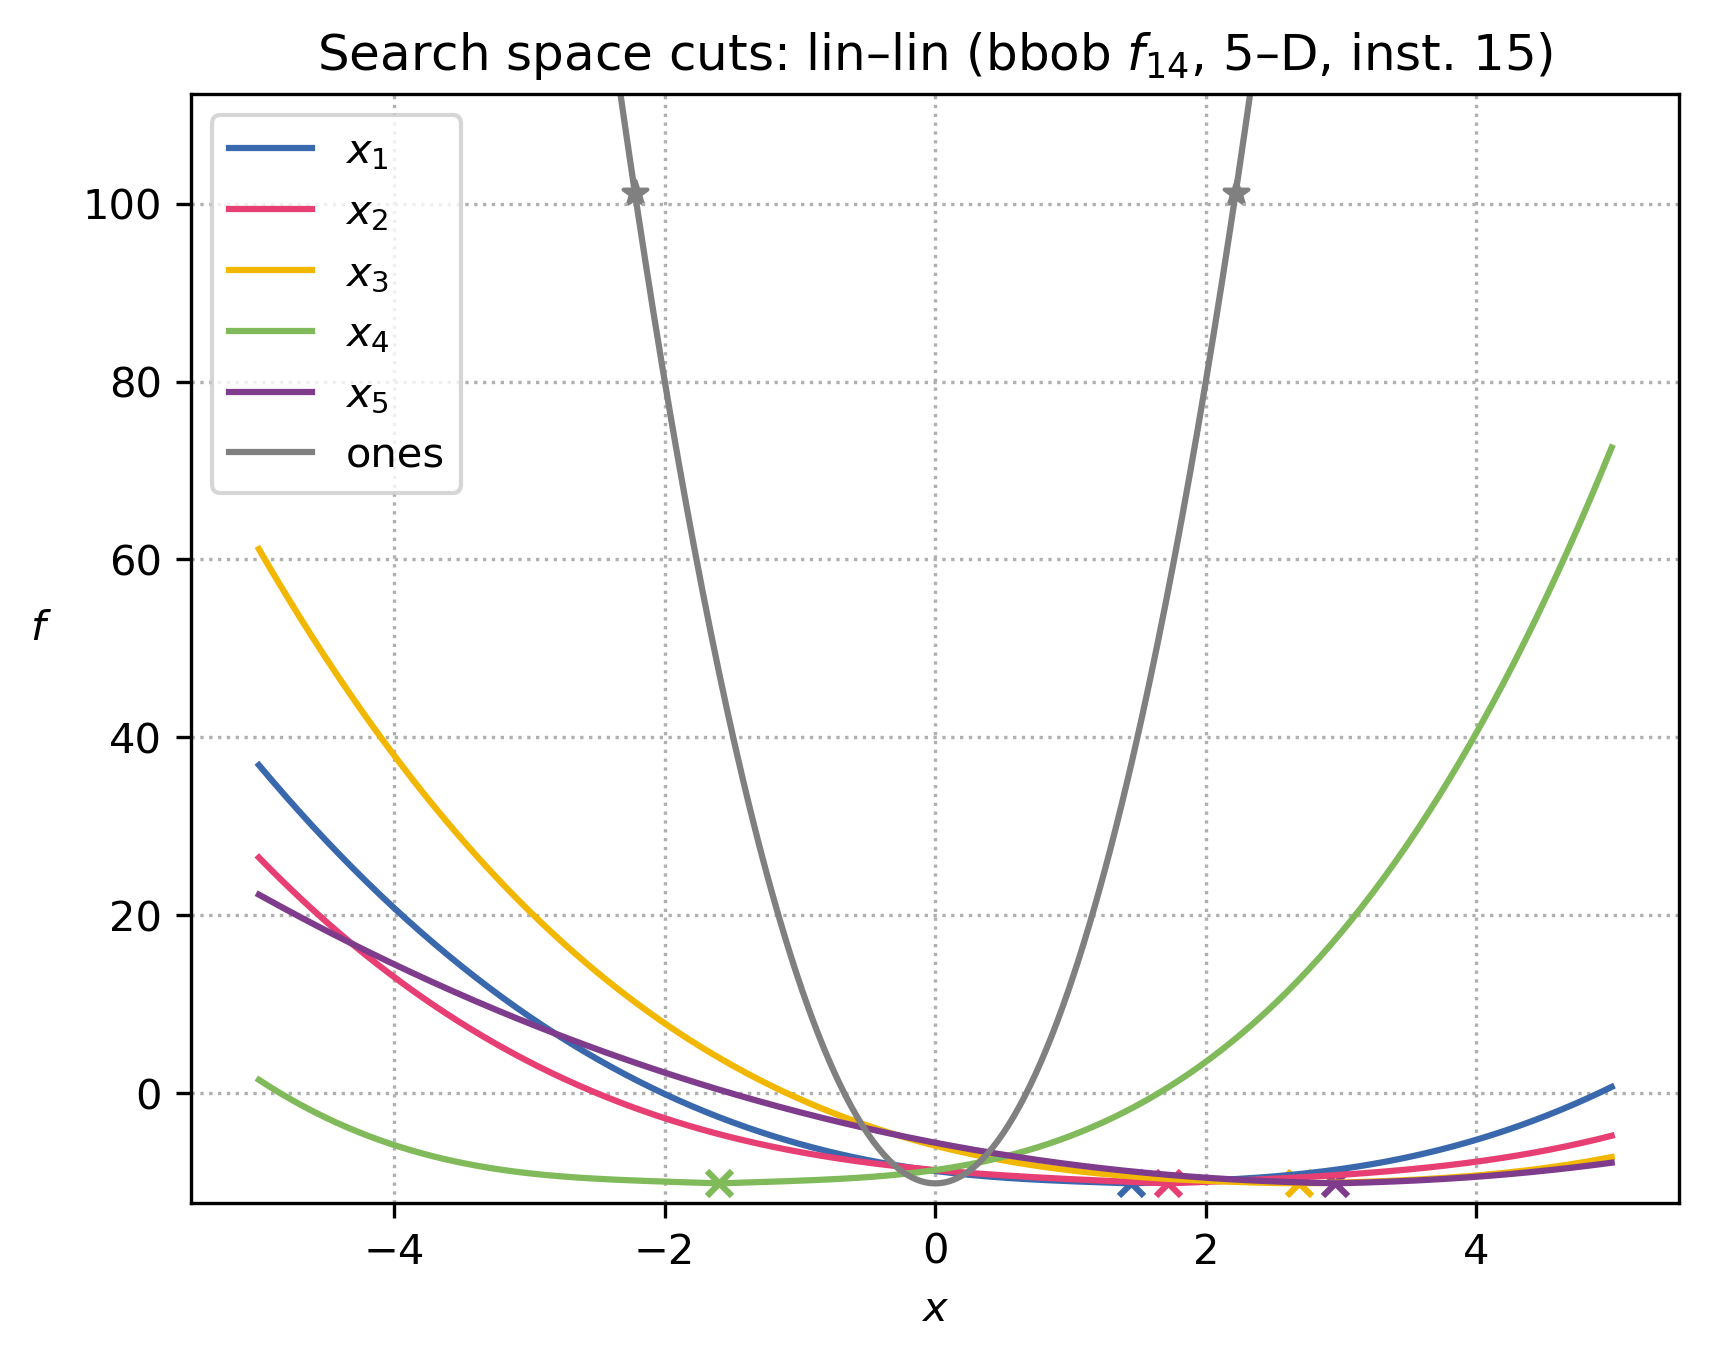 Search space cuts: lin–lin (bbob f14, 5–D, inst. 15)
x1
x2
x3
x4
x5
ones
100
80
60
40
20
0
f
−4 −2 0 2 4
x